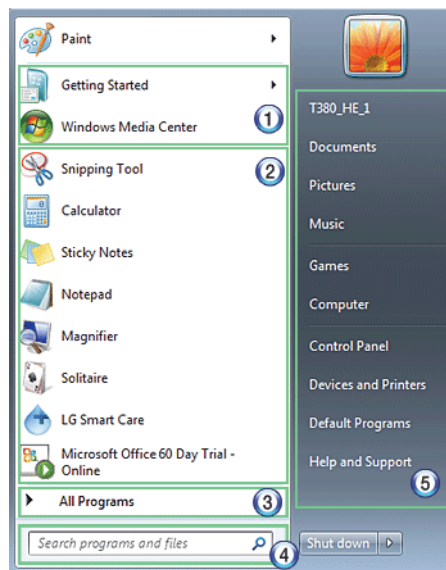 Paint
Getting Started
1
Windows Media Center
Snipping Tool
2
Calculator
Sticky Notes
Notepad
Magnifier
Solitaire
LG Smart Care
Microsoft Office 60 Day Trial -
Online
All Programs
3
Search programs and files
4
T380_HE_1
Documents
Pictures
Music
Games
Computer
Control Panel
Devices and Printers
Default Programs
Help and Support
5
Shut down